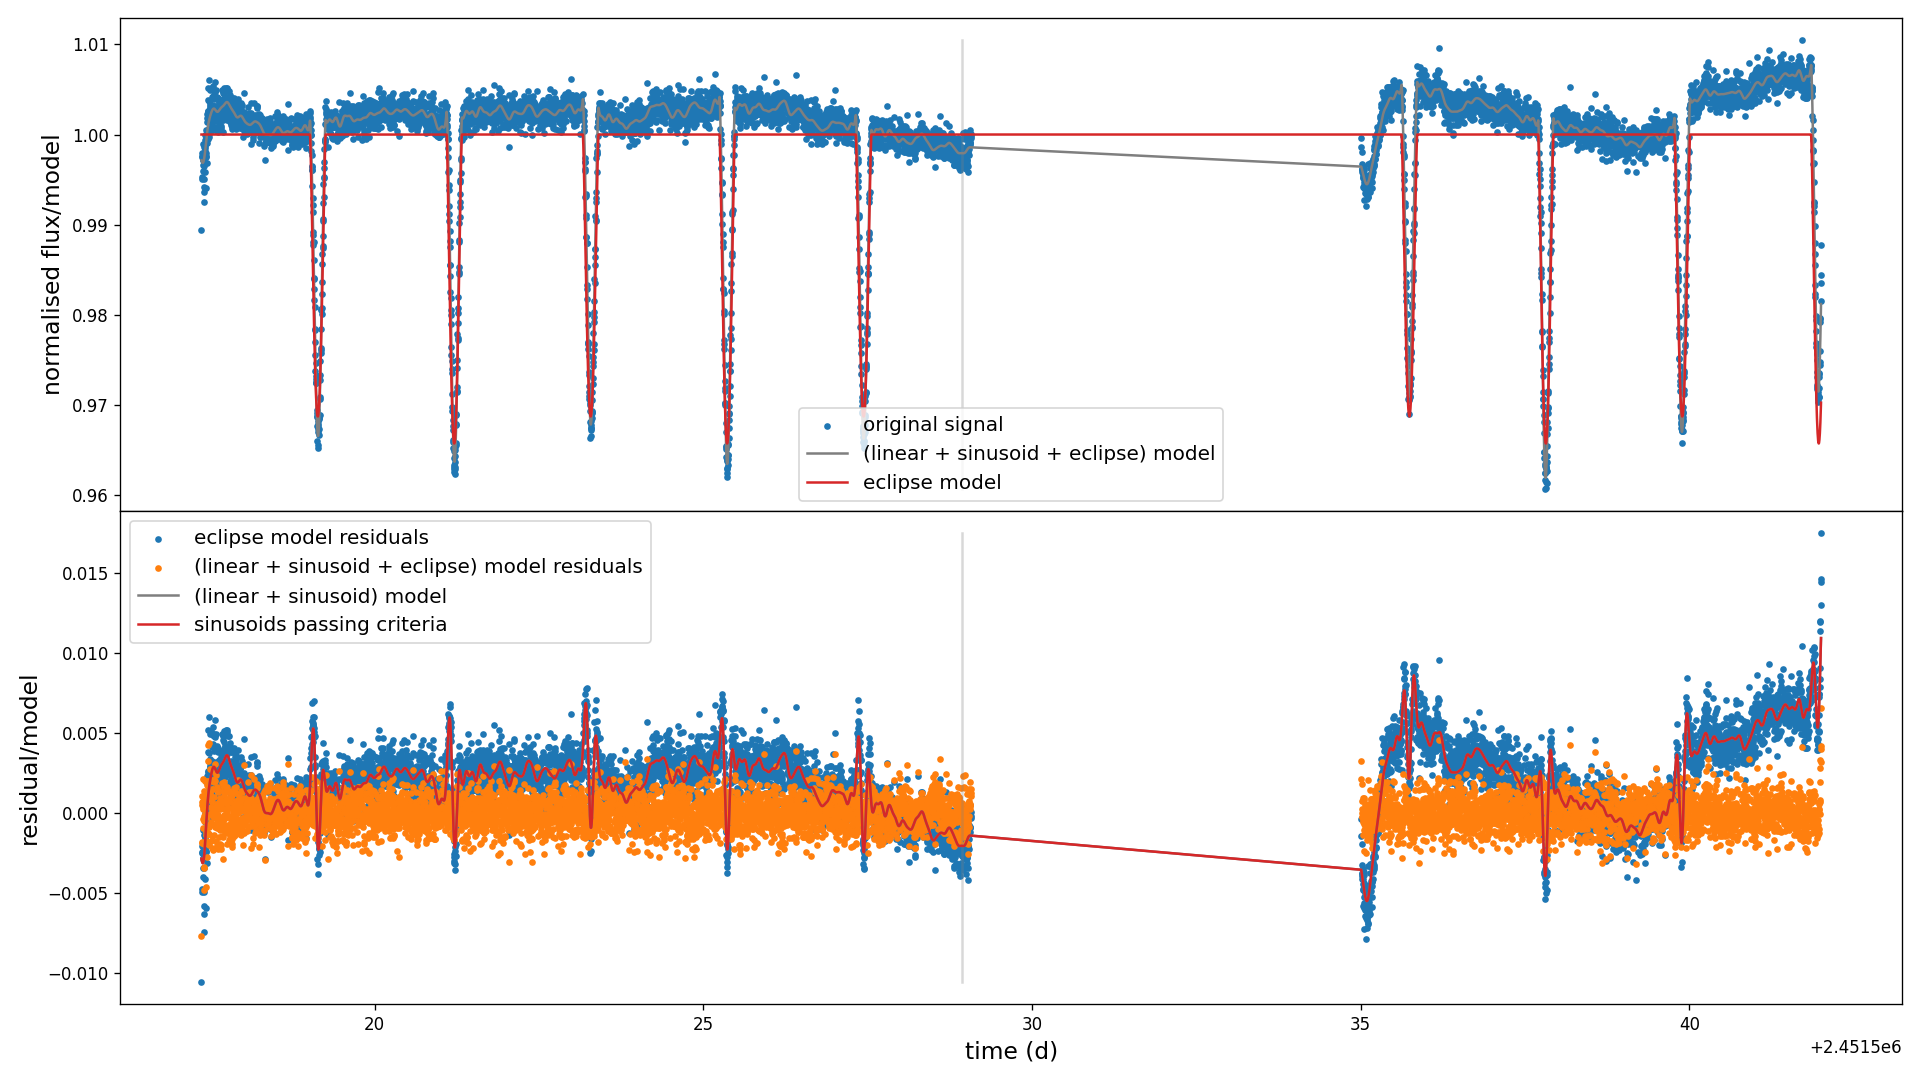 1.01
1.00
0.99
0.98
0.97
0.96
normalised flux/model
original signal
(linear + sinusoid + eclipse) model
eclipse model
eclipse model residuals
(linear + sinusoid + eclipse) model residuals
(linear + sinusoid) model
sinusoids passing criteria
0.015
0.010
0.005
0.000
−0.005
−0.010
residual/model
20
25
30
35
40
time (d)
+2.4515e6